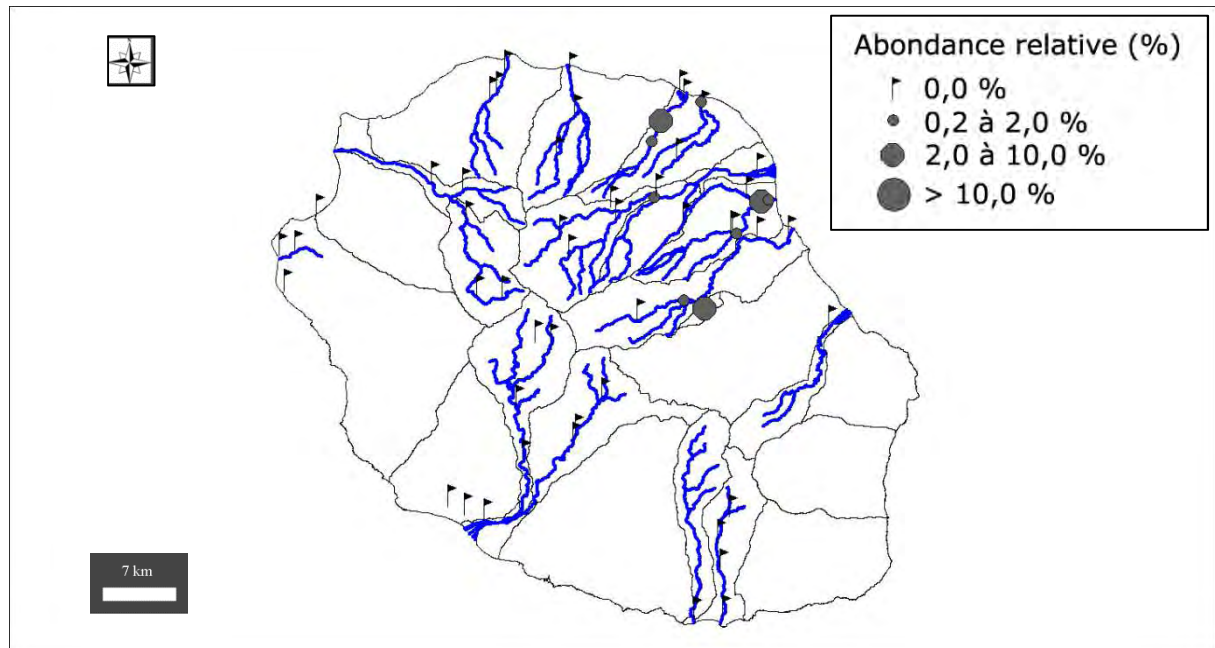 Abondance relative (%)
0,0 %
0,2 à 2,0 %
2,0 à 10,0 %
> 10,0 %
7 km